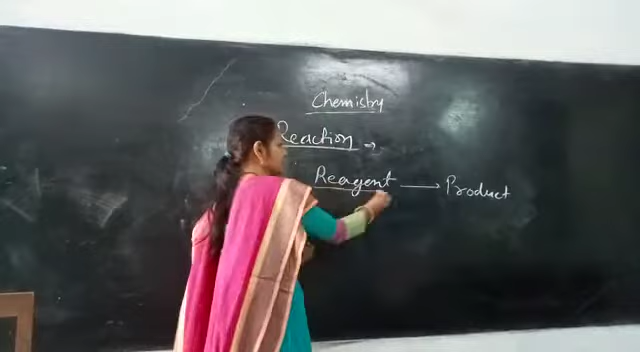 Chemistry
Reaction →
Reagent → Product